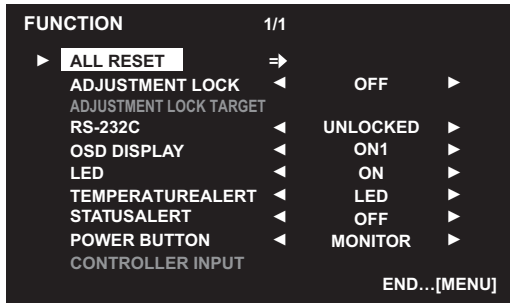 FUNCTION 1/1
ALL RESET
ADJUSTMENT LOCK OFF
ADJUSTMENT LOCK TARGET
RS-232C UNLOCKED
OSD DISPLAY ON1
LED ON
TEMPERATUREALERT LED
STATUSALERT OFF
POWER BUTTON MONITOR
CONTROLLER INPUT
END...[MENU]